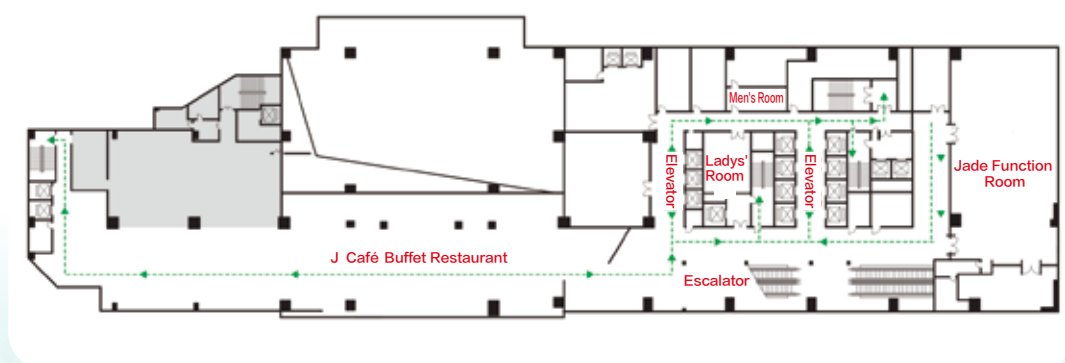 Men's Room
Elevator
Ladys'
Room
Elevator
Jade Function
Room
J Café Buffet Restaurant
Escalator